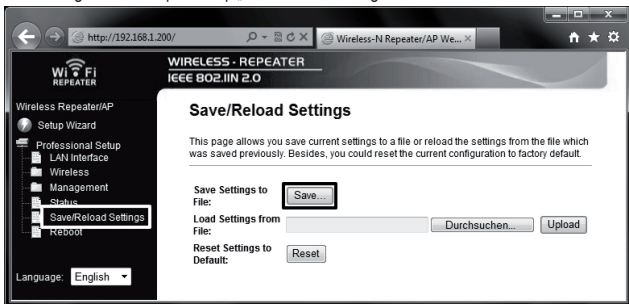 http://192.168.1.200/
Wireless-N Repeater/AP We...
Wi Fi
REPEATER
WIRELESS - REPEATER
IEEE 802.11N 2.0
Wireless Repeater/AP
Setup Wizard
Professional Setup
LAN Interface
Wireless
Management
Status
Save/Reload Settings
Reboot
Language: English
Save/Reload Settings
This page allows you save current settings to a file or reload the settings from the file which
was saved previously. Besides, you could reset the current configuration to factory default.
Save Settings to
File:
Save...
Load Settings from
File:
Durchsuchen...
Upload
Reset Settings to
Default:
Reset